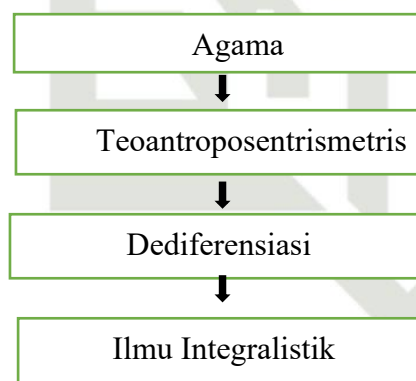 Agama
Teoantroposentrismetris
Dediferensiasi
Ilmu Integralistik